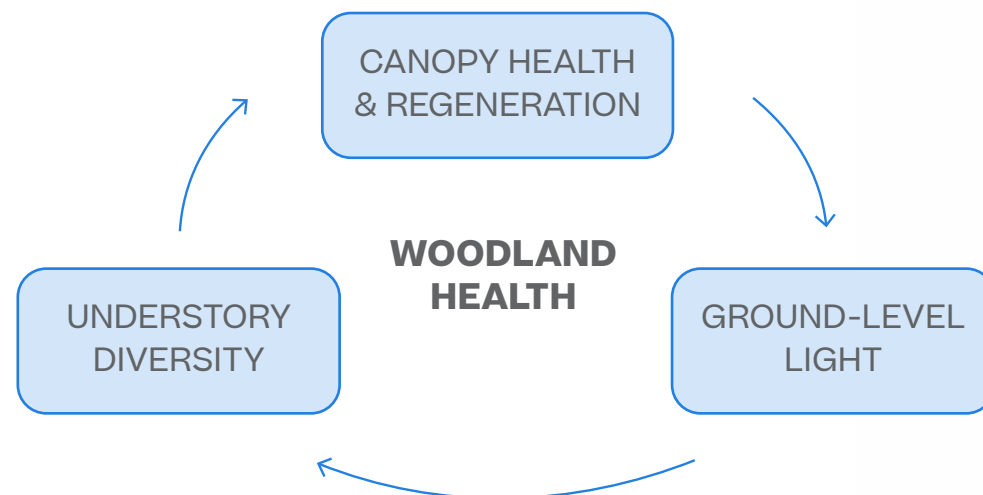 CANOPY HEALTH
& REGENERATION
WOODLAND
HEALTH
UNDERSTORY
DIVERSITY
GROUND-LEVEL
LIGHT